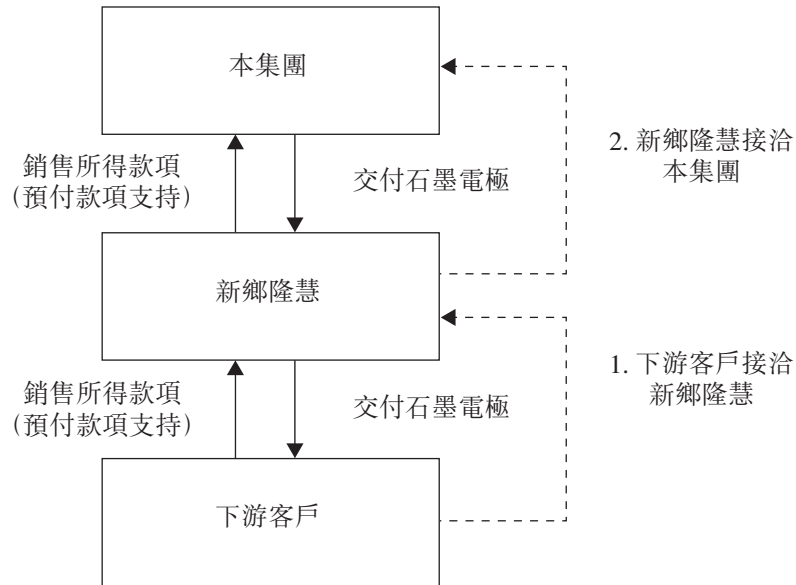 本集團
銷售所得款項
（預付款項支持）
交付石墨電極
2. 新鄉隆慧接洽
本集團
新鄉隆慧
銷售所得款項
（預付款項支持）
交付石墨電極
1. 下游客戶接洽
新鄉隆慧
下游客戶